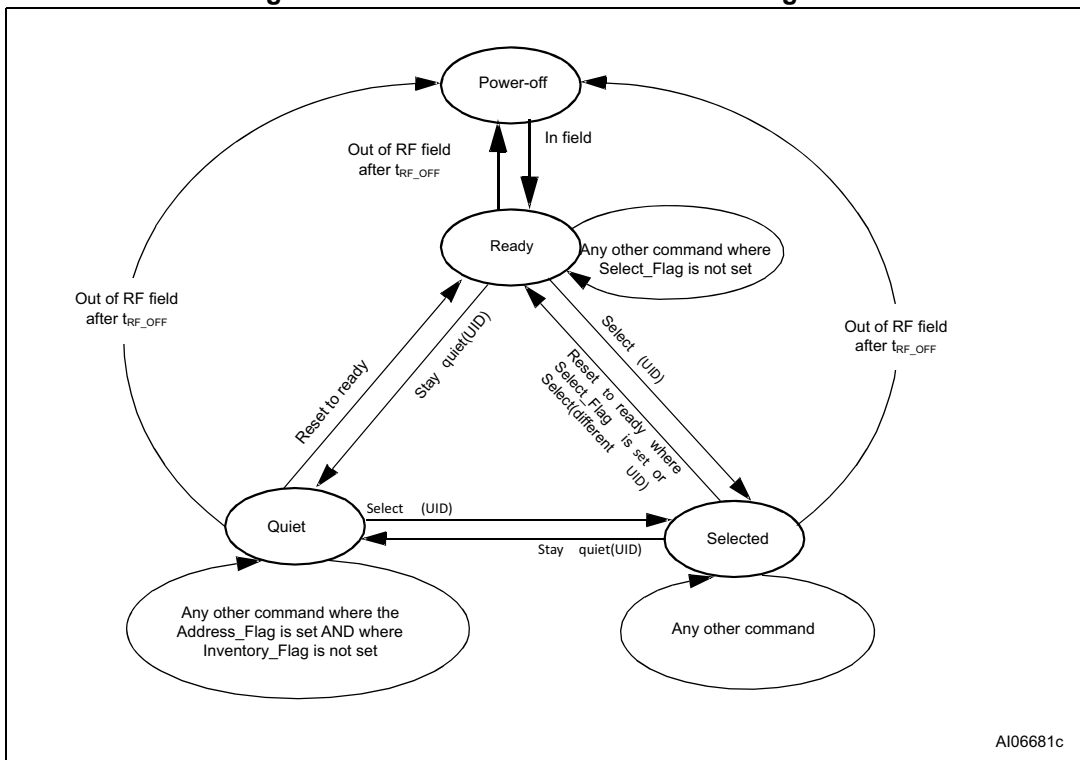 Power-off
Out of RF field
after tRF_OFF
In field
Ready
Any other command where
Select_Flag is not set
Out of RF field
after tRF_OFF
Out of RF field
after tRF_OFF
Reset to ready
Stay quiet(UID)
Select (UID)
Reset to ready where
Select_Flag is set or
Select(different UID)
Quiet
Select (UID)
Stay quiet(UID)
Selected
Any other command where the
Address_Flag is set AND where
Inventory_Flag is not set
Any other command
AI06681c